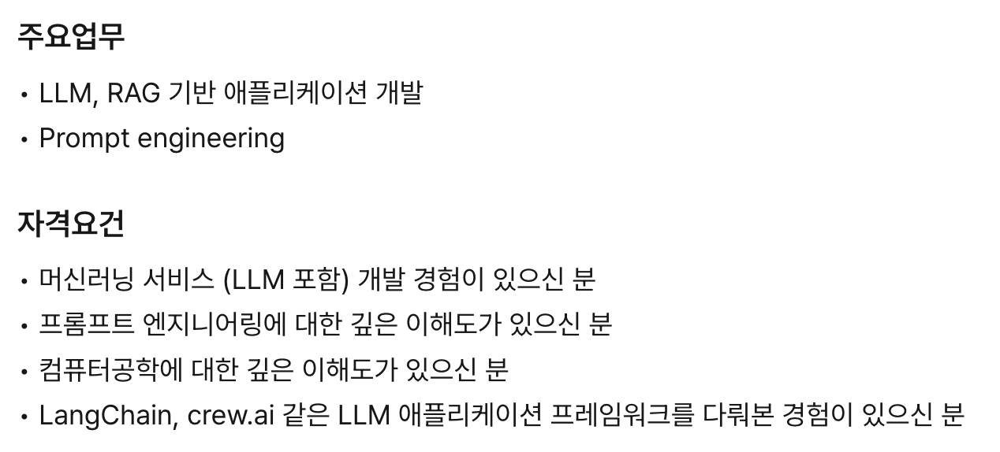 주요업무
• LLM, RAG 기반 애플리케이션 개발
• Prompt engineering
자격요건
• 머신러닝 서비스 (LLM 포함) 개발 경험이 있으신 분
• 프롬프트 엔지니어링에 대한 깊은 이해도가 있으신 분
• 컴퓨터공학에 대한 깊은 이해도가 있으신 분
• LangChain, crew.ai 같은 LLM 애플리케이션 프레임워크를 다뤄본 경험이 있으신 분